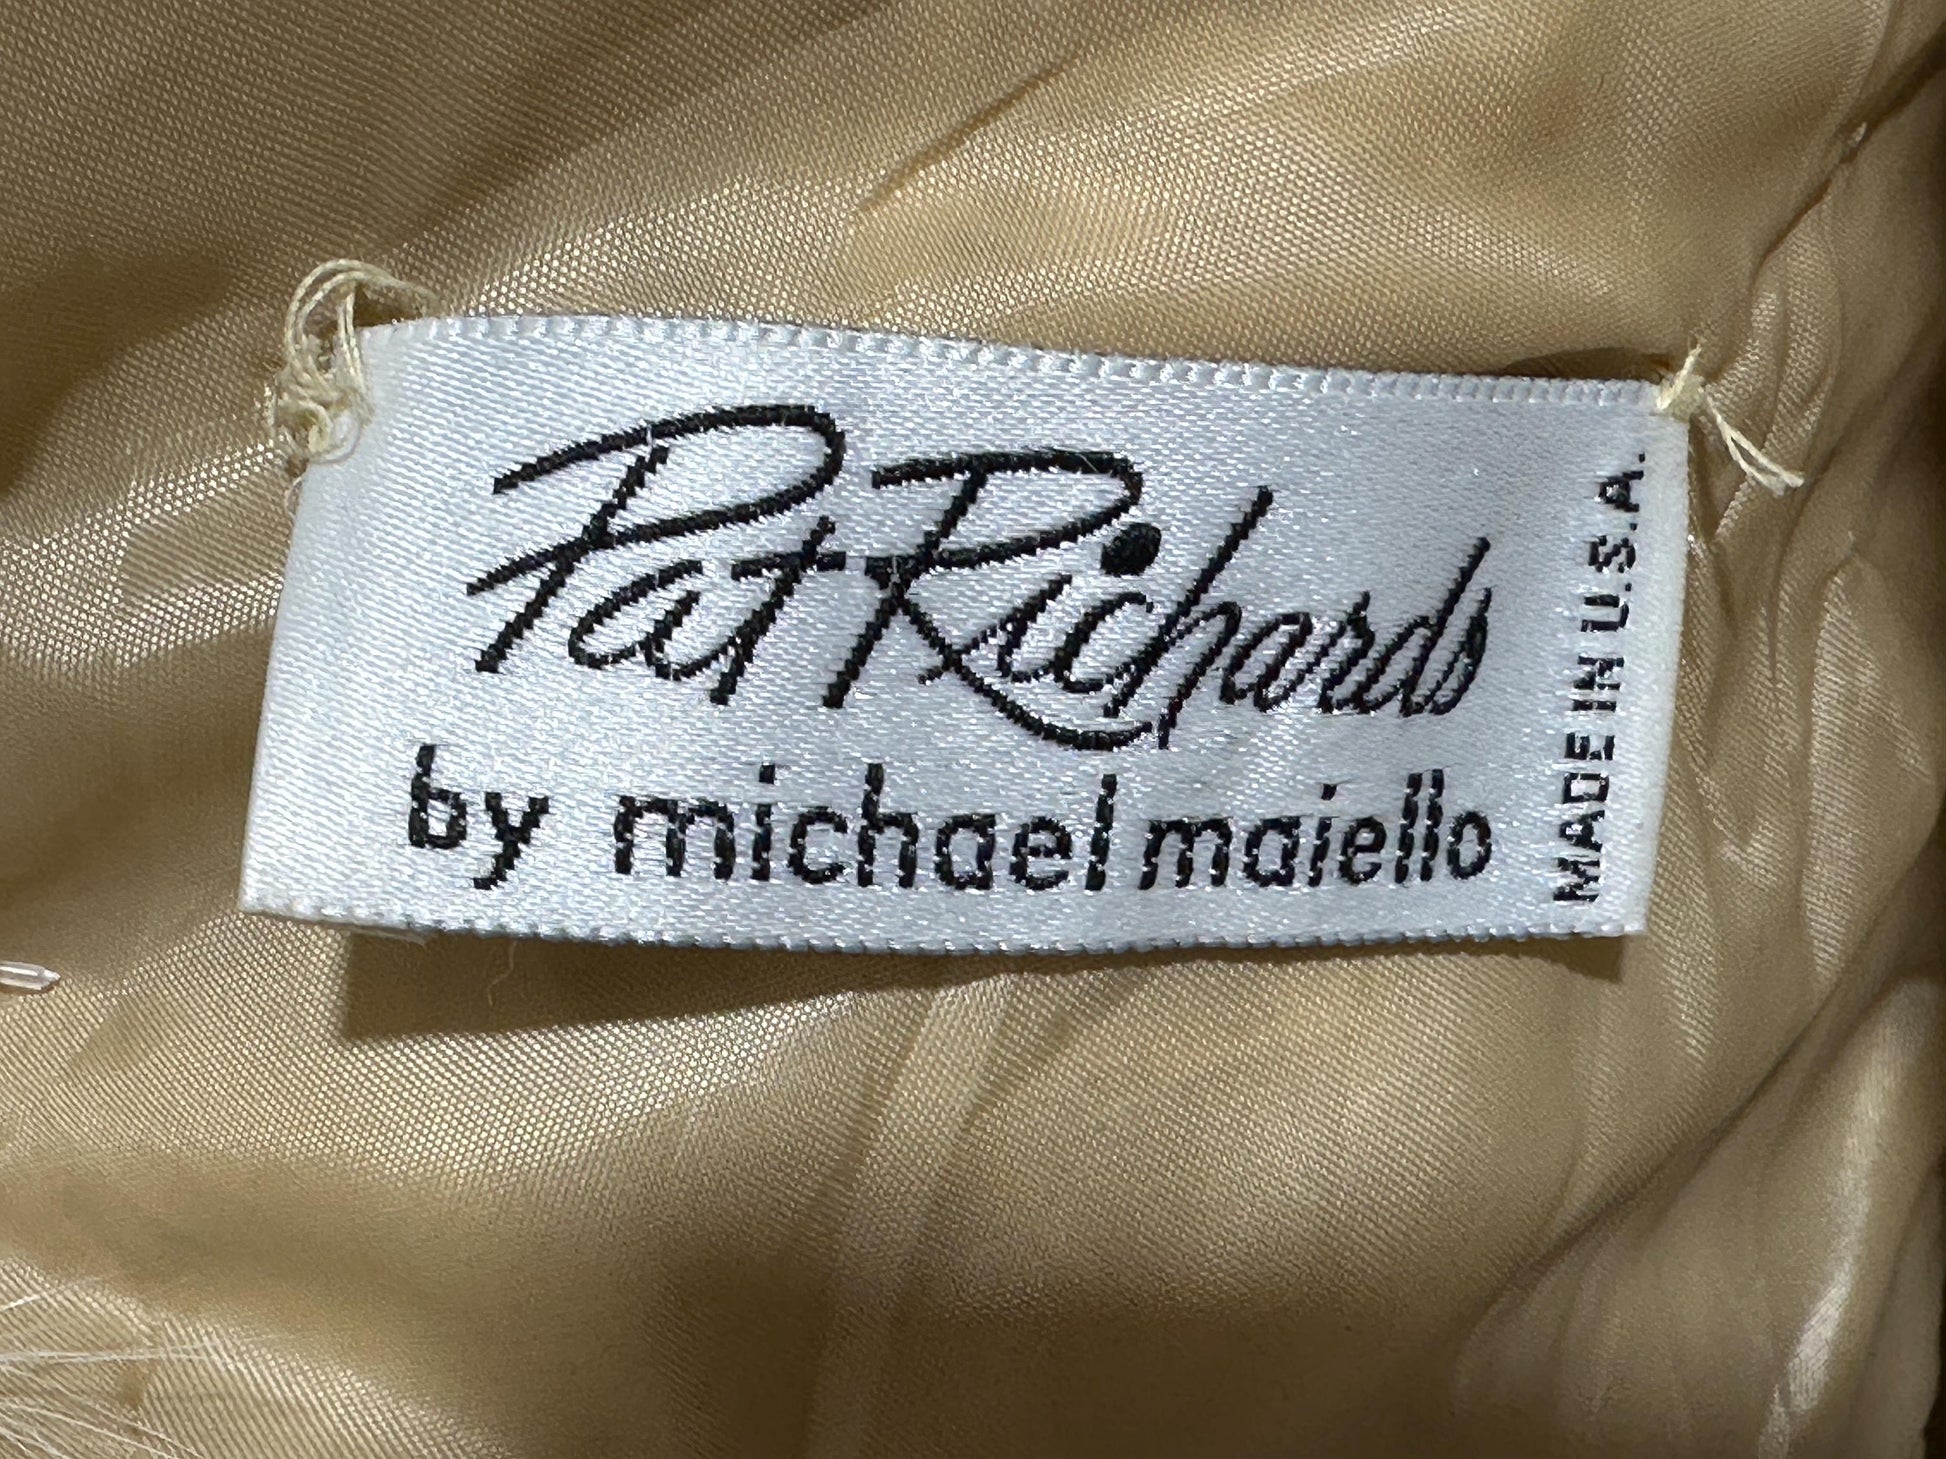 Pat Richards
by michael maiello
MADE IN U.S.A.